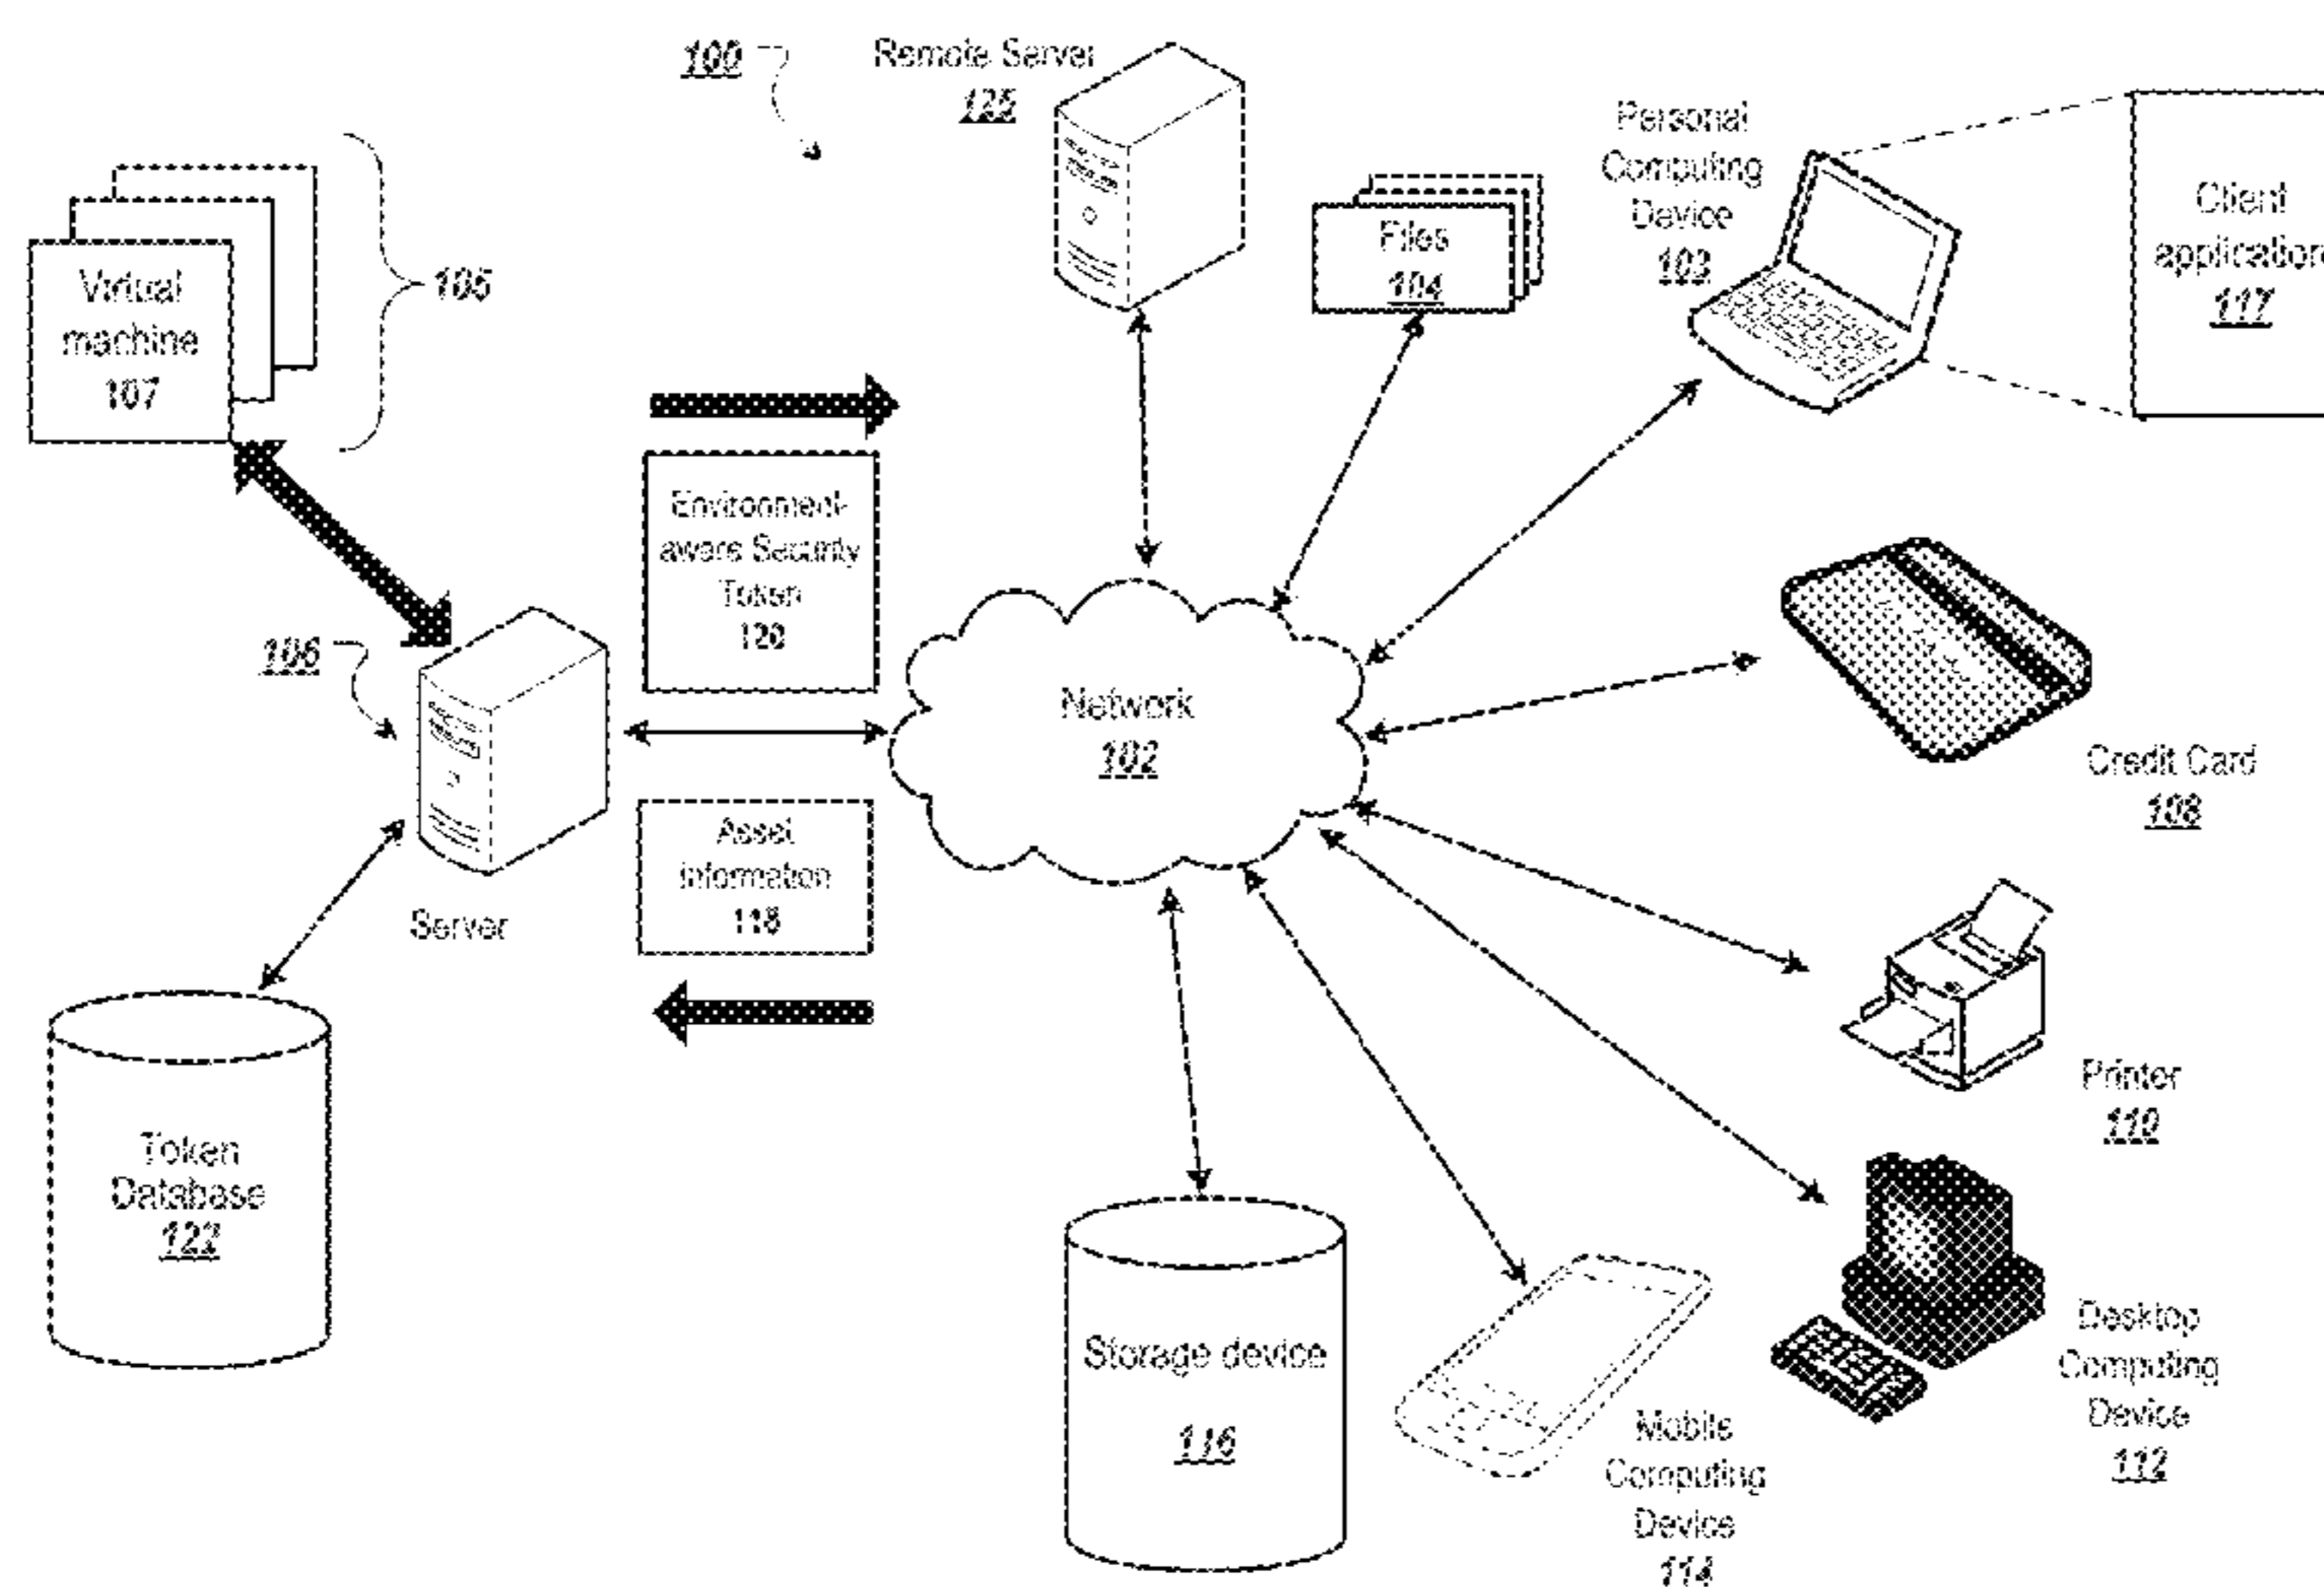 100
Remote Server
125
Personal
Computing
Device
103
Client
application
117
Files
104
Virtual
machine
107
105
Environment-
aware Security
Token
120
106
Network
102
Credit Card
108
Asset
information
118
Server
Printer
110
Token
Database
122
Storage device
116
Mobile
Computing
Device
114
Desktop
Computing
Device
112